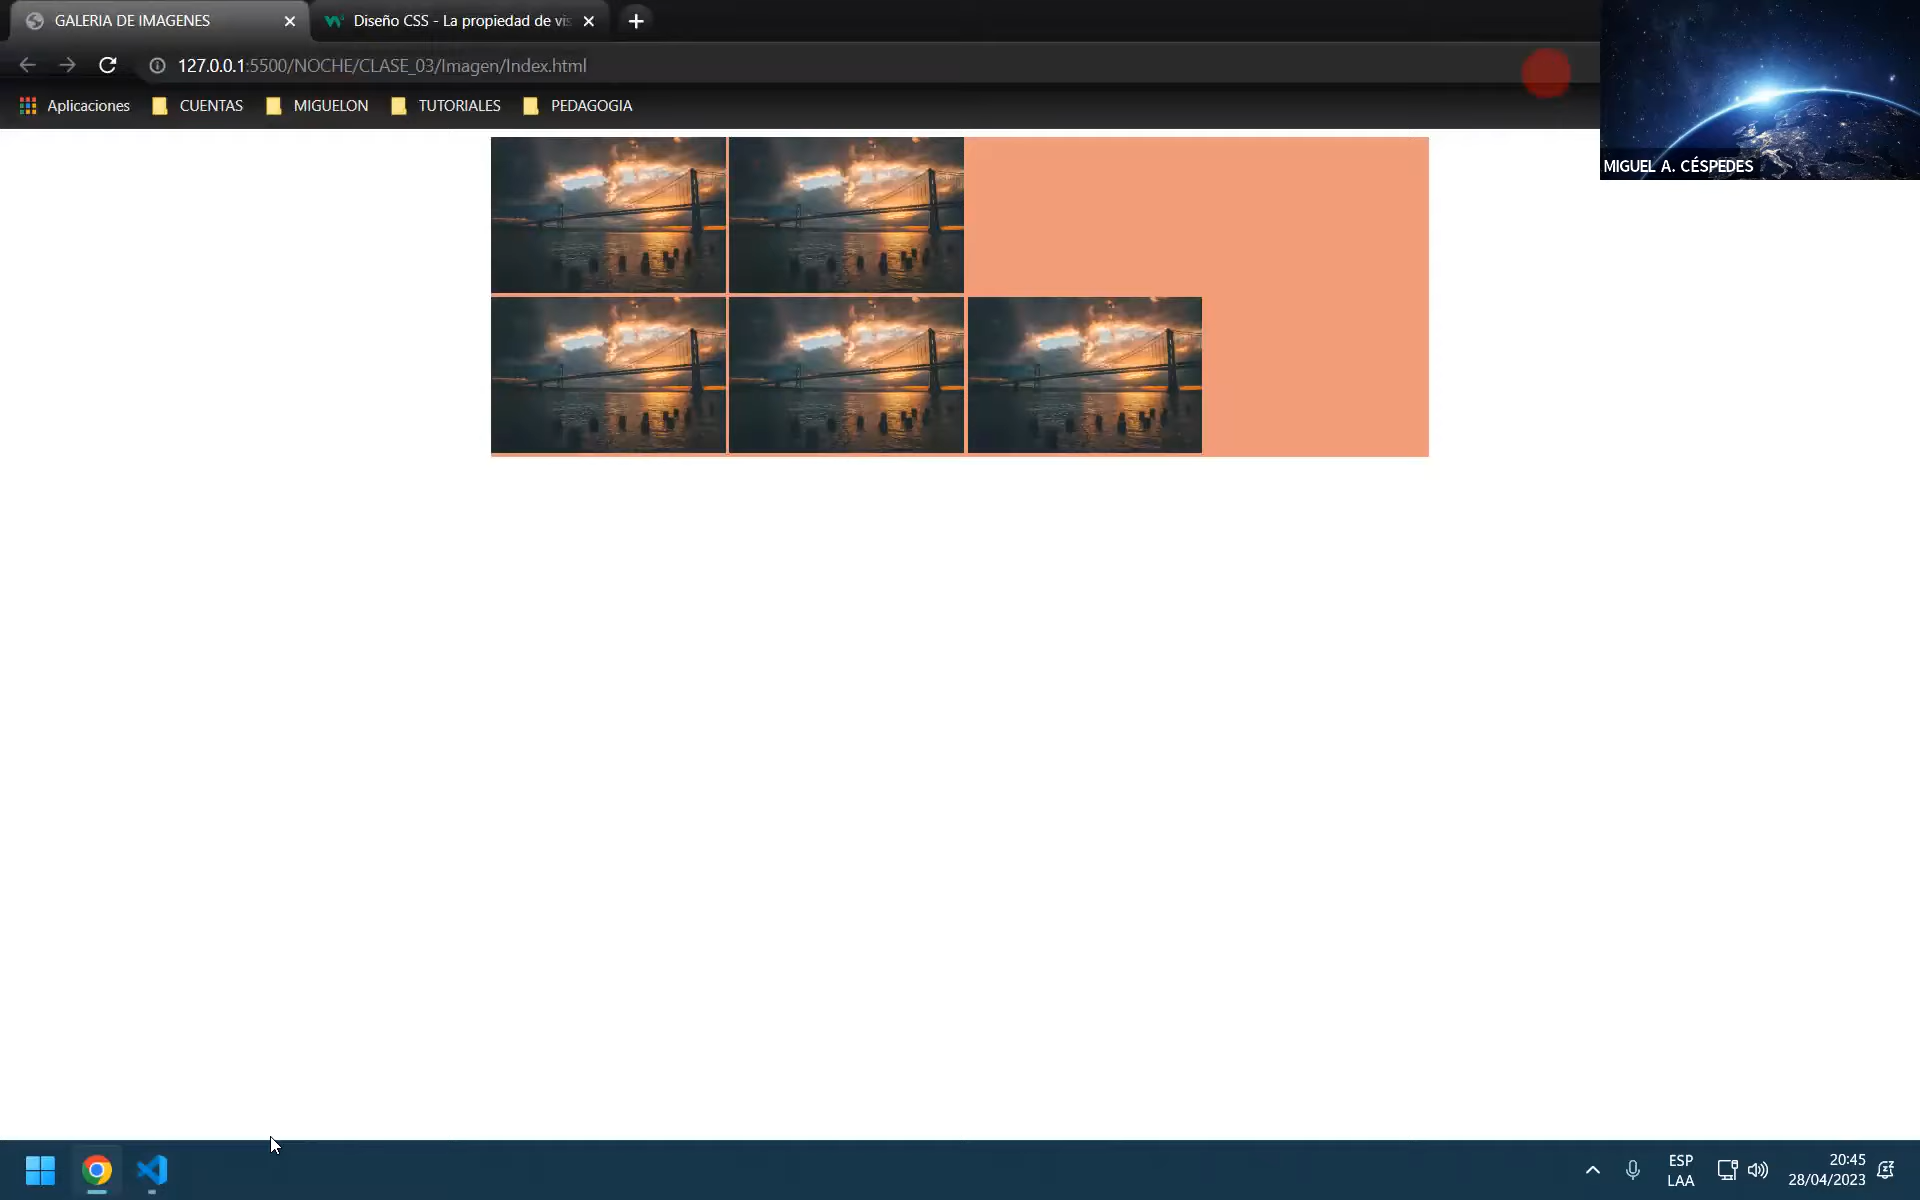 GALERIA DE IMAGENES
Diseño CSS - La propiedad de vis
127.0.0.1:5500/NOCHE/CLASE_03/Imagen/Index.html
Aplicaciones CUENTAS MIGUELON TUTORIALES PEDAGOGIA
MIGUEL A. CÉSPEDES
ESP
LAA
20:45
28/04/2023